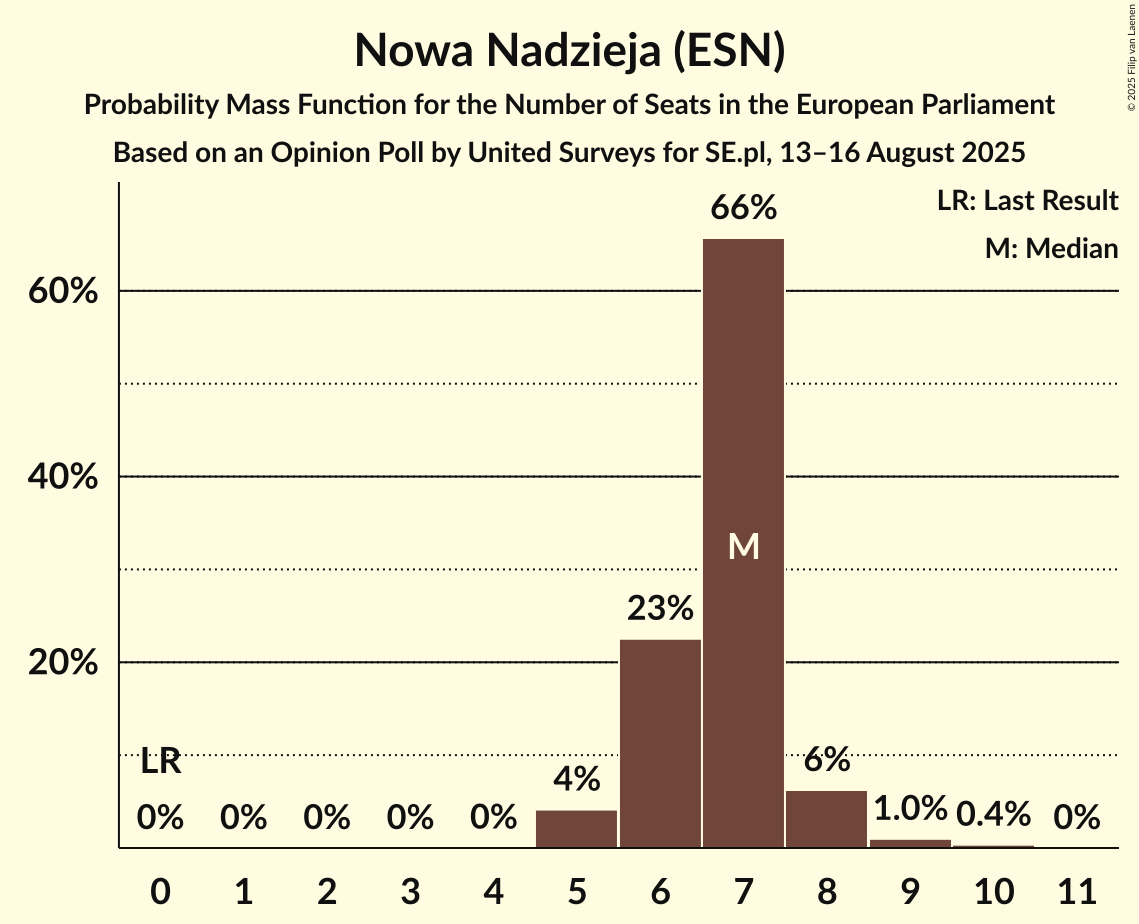 Nowa Nadzieja (ESN)
Probability Mass Function for the Number of Seats in the European Parliament
Based on an Opinion Poll by United Surveys for SE.pl, 13–16 August 2025
© 2025 Filip van Laenen
LR: Last Result
M: Median
66%
60%
40%
M
23%
20%
LR
6%
4%
0% 0% 0% 0% 0% 1.0% 0.4% 0%
0 1 2 3 4 5 6 7 8 9 10 11